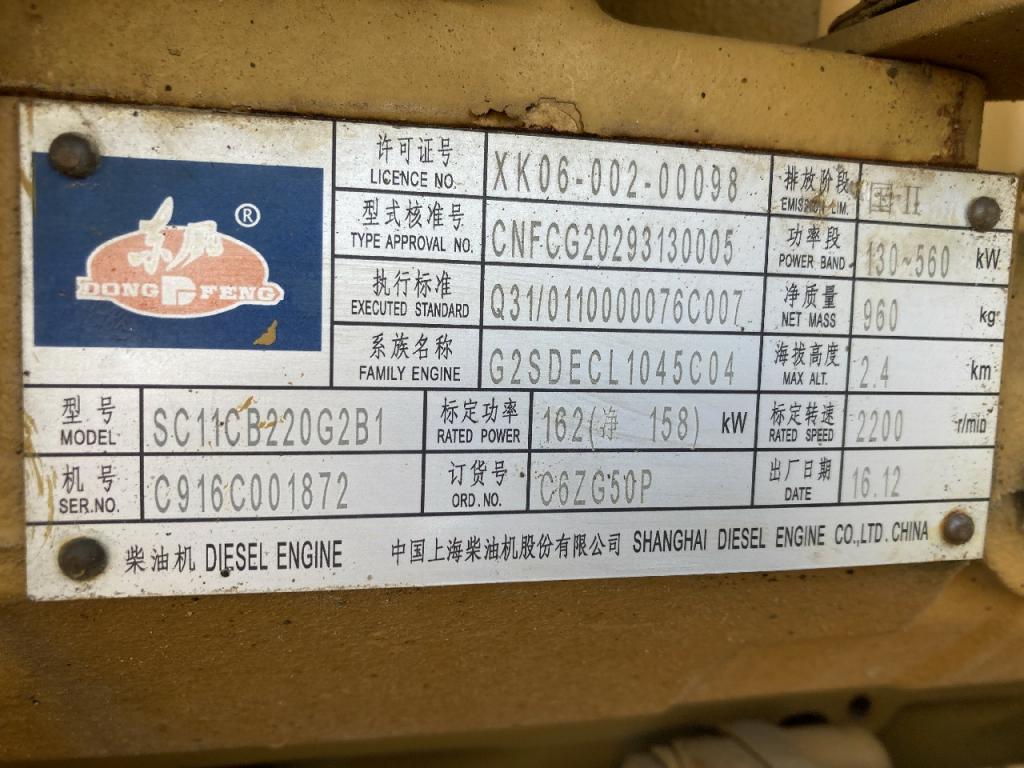 东风 ®
DONG FENG
许可证号 XK06-002-00098 排放阶段 国-II
LICENCE NO. EMISSION LIM.
型式核准号 CNFCG20293130005 功率段 130~560 kW
TYPE APPROVAL NO. POWER BAND
执行标准 Q31/0110000076C007 净质量 960 kg
EXECUTED STANDARD NET MASS
系族名称 G2SDECL1045C04 海拔高度 2.4 km
FAMILY ENGINE MAX ALT.
型号 SC11CB220G2B1 标定功率 162(净 158) kW 标定转速 2200 r/min
MODEL RATED POWER RATED SPEED
机号 C916C001872 订货号 C6ZG50P 出厂日期 16.12
SER.NO. ORD.NO. DATE
柴油机 DIESEL ENGINE 中国上海柴油机股份有限公司 SHANGHAI DIESEL ENGINE CO.,LTD.CHINA